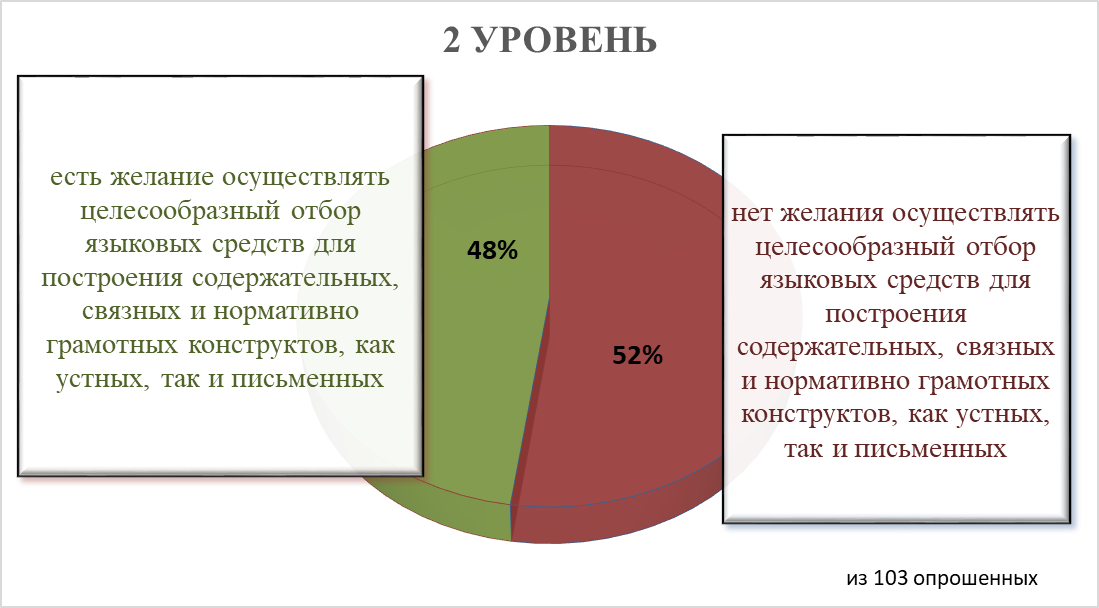 2 УРОВЕНЬ
есть желание осуществлять
целесообразный отбор
языковых средств для
построения содержательных,
связных и нормативно
грамотных конструктов, как
устных, так и письменных
48%
52%
нет желания осуществлять
целесообразный отбор
языковых средств для
построения
содержательных, связных
и нормативно грамотных
конструктов, как устных,
так и письменных
из 103 опрошенных